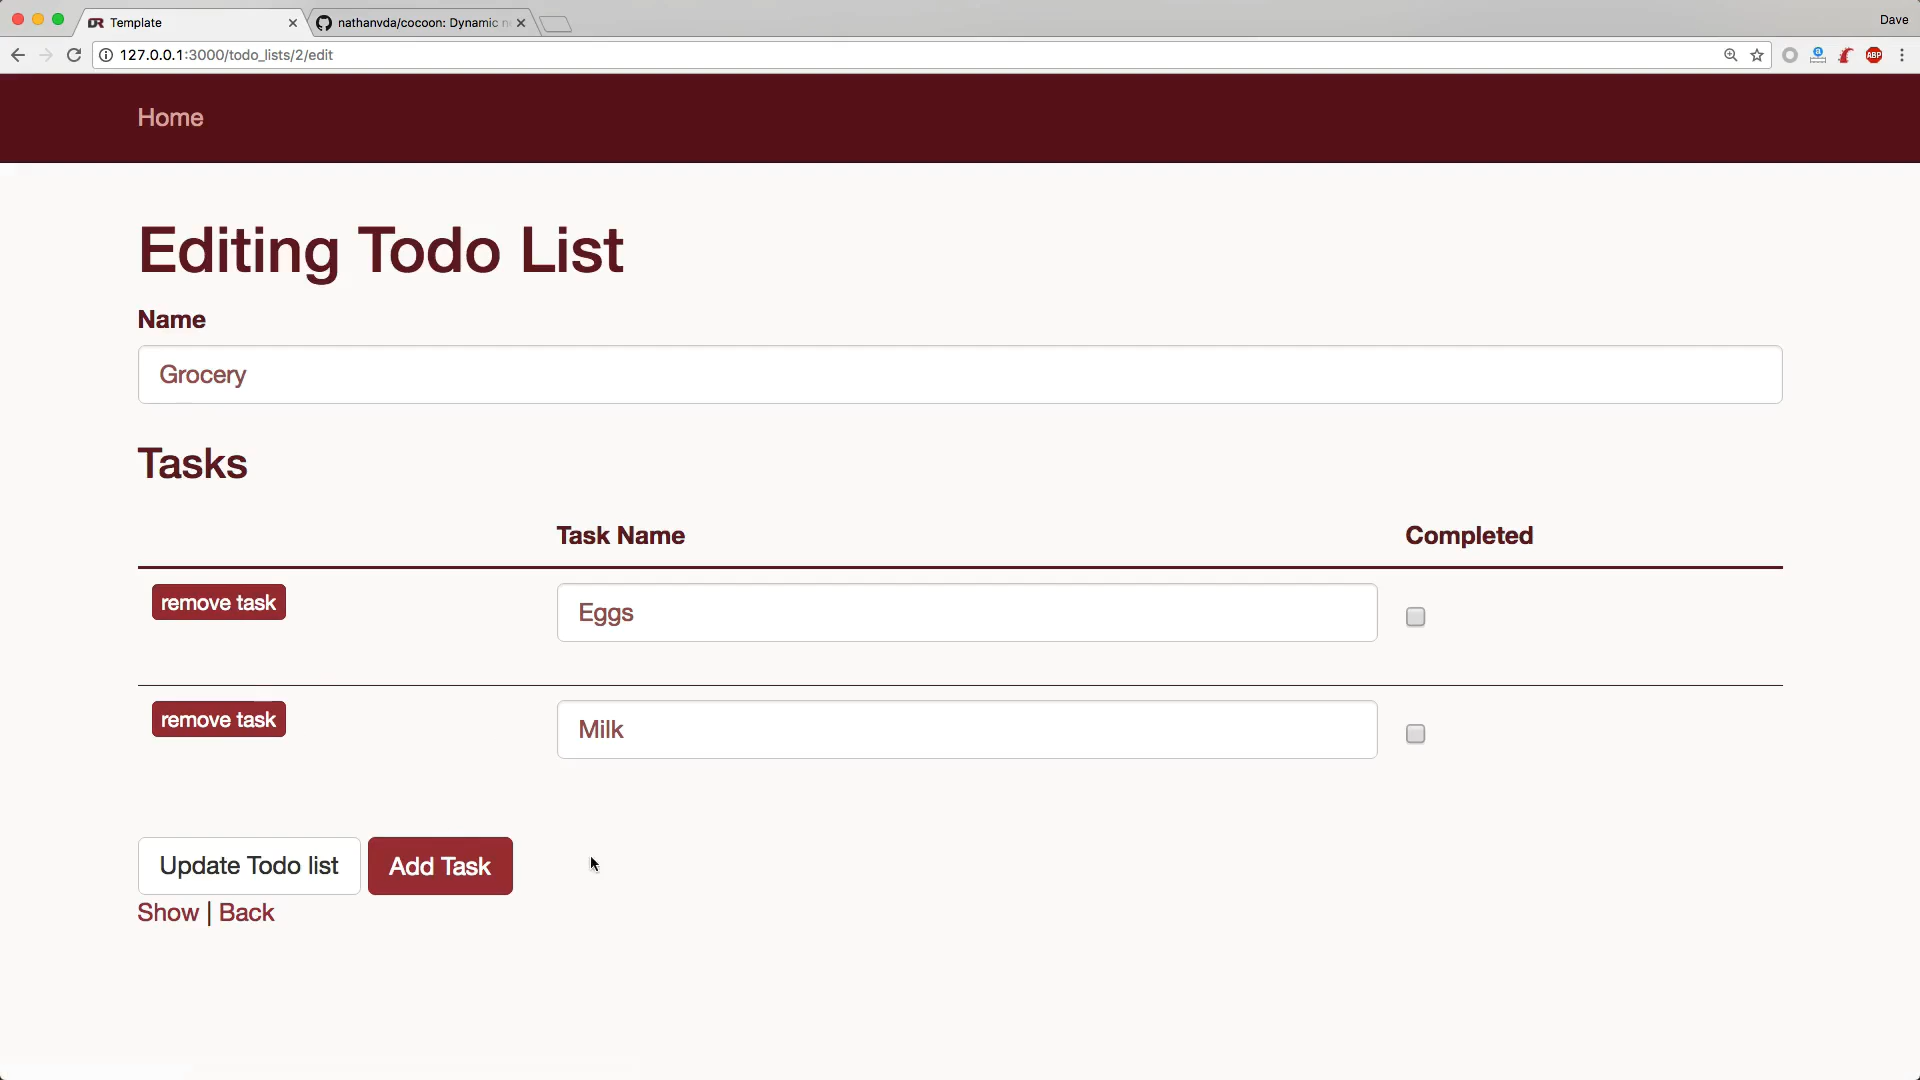 Template
nathanvda/cocoon: Dynamic n
Dave
127.0.0.1:3000/todo_lists/2/edit
ABP
Home
Editing Todo List
Name
Grocery
Tasks
Task Name Completed
remove task Eggs
remove task Milk
Update Todo list Add Task
Show | Back